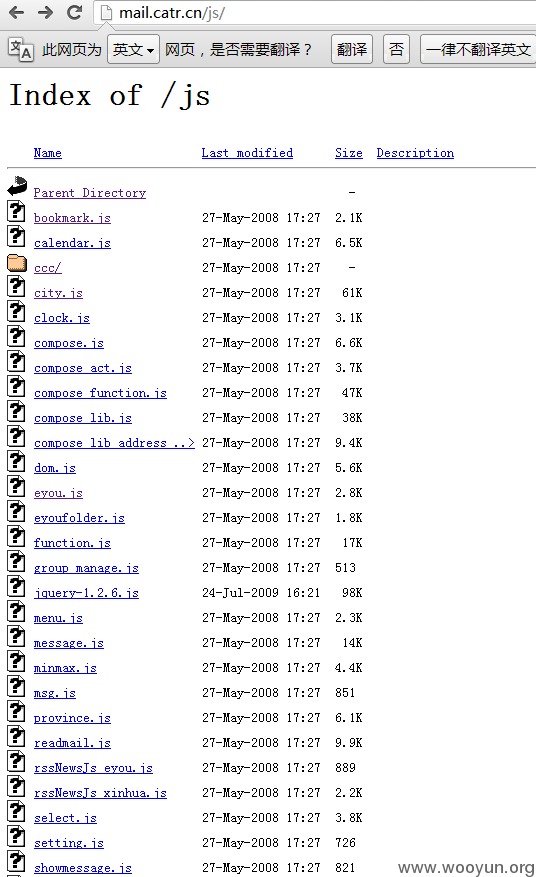 mail.catr.cn/js/
此网页为 英文 网页，是否需要翻译？ 翻译 否 一律不翻译英文
Index of /js
Name Last modified Size Description
Parent Directory -
bookmark.js 27-May-2008 17:27 2.1K
calendar.js 27-May-2008 17:27 6.5K
ccc/ 27-May-2008 17:27 -
city.js 27-May-2008 17:27 61K
clock.js 27-May-2008 17:27 3.1K
compose.js 27-May-2008 17:27 6.6K
compose_act.js 27-May-2008 17:27 3.7K
compose_function.js 27-May-2008 17:27 47K
compose_lib.js 27-May-2008 17:27 38K
compose_lib_address_..> 27-May-2008 17:27 9.4K
dom.js 27-May-2008 17:27 5.6K
eyou.js 27-May-2008 17:27 2.8K
eyoufolder.js 27-May-2008 17:27 1.8K
function.js 27-May-2008 17:27 17K
group_manage.js 27-May-2008 17:27 513
jquery-1.2.6.js 24-Jul-2009 16:21 98K
menu.js 27-May-2008 17:27 2.3K
message.js 27-May-2008 17:27 14K
minmax.js 27-May-2008 17:27 4.4K
msg.js 27-May-2008 17:27 851
province.js 27-May-2008 17:27 6.1K
readmail.js 27-May-2008 17:27 9.9K
rssNewsJs_eyou.js 27-May-2008 17:27 889
rssNewsJs_xinhua.js 27-May-2008 17:27 2.2K
select.js 27-May-2008 17:27 3.8K
setting.js 27-May-2008 17:27 726
showmessage.js 27-May-2008 17:27 821
www.wooyun.org